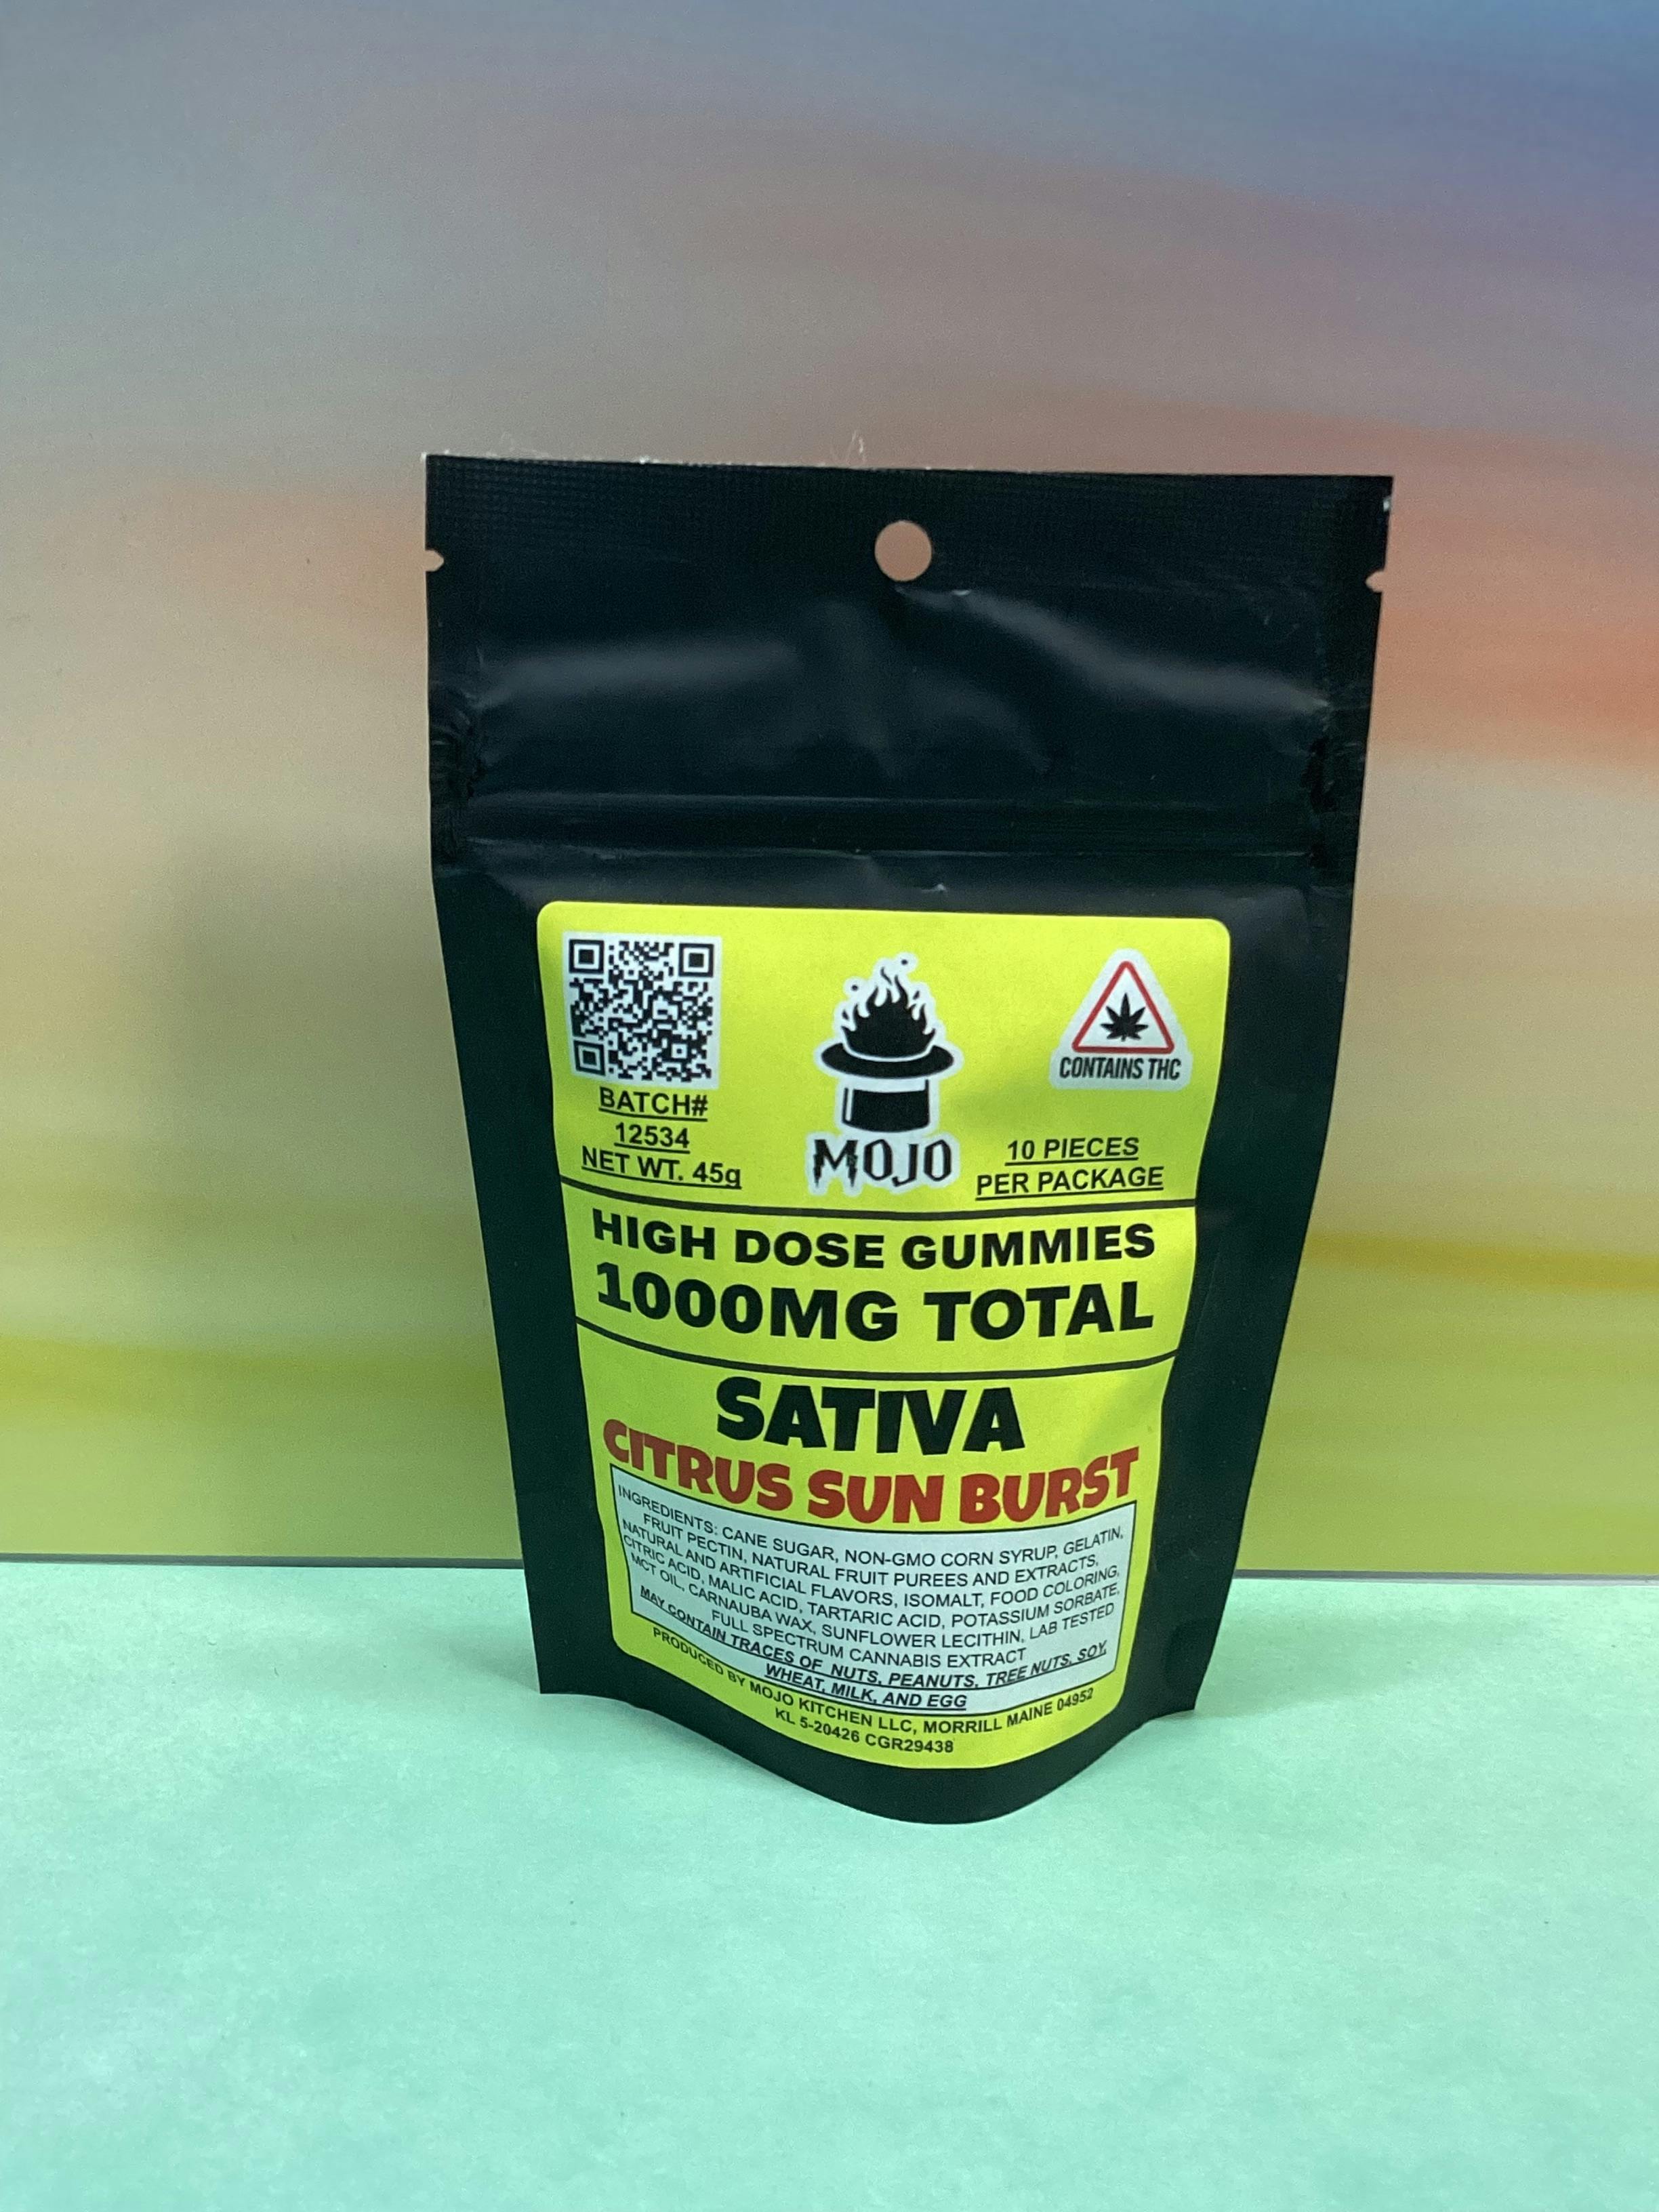 BATCH#
12534
NET WT. 45g
MOJO
CONTAINS THC
10 PIECES
PER PACKAGE
HIGH DOSE GUMMIES
1000MG TOTAL
SATIVA
CITRUS SUN BURST
INGREDIENTS: CANE SUGAR, NON-GMO CORN SYRUP, GELATIN,
FRUIT PECTIN, NATURAL FRUIT PUREES AND EXTRACTS,
NATURAL AND ARTIFICIAL FLAVORS, ISOMALT, FOOD COLORING,
CITRIC ACID, MALIC ACID, TARTARIC ACID, POTASSIUM SORBATE,
MCT OIL, CARNAUBA WAX, SUNFLOWER LECITHIN, LAB TESTED
FULL SPECTRUM CANNABIS EXTRACT
MAY CONTAIN TRACES OF NUTS, PEANUTS, TREE NUTS, SOY,
WHEAT, MILK, AND EGG
PRODUCED BY MOJO KITCHEN LLC, MORRILL MAINE 04952
KL 5-20426 CGR29438